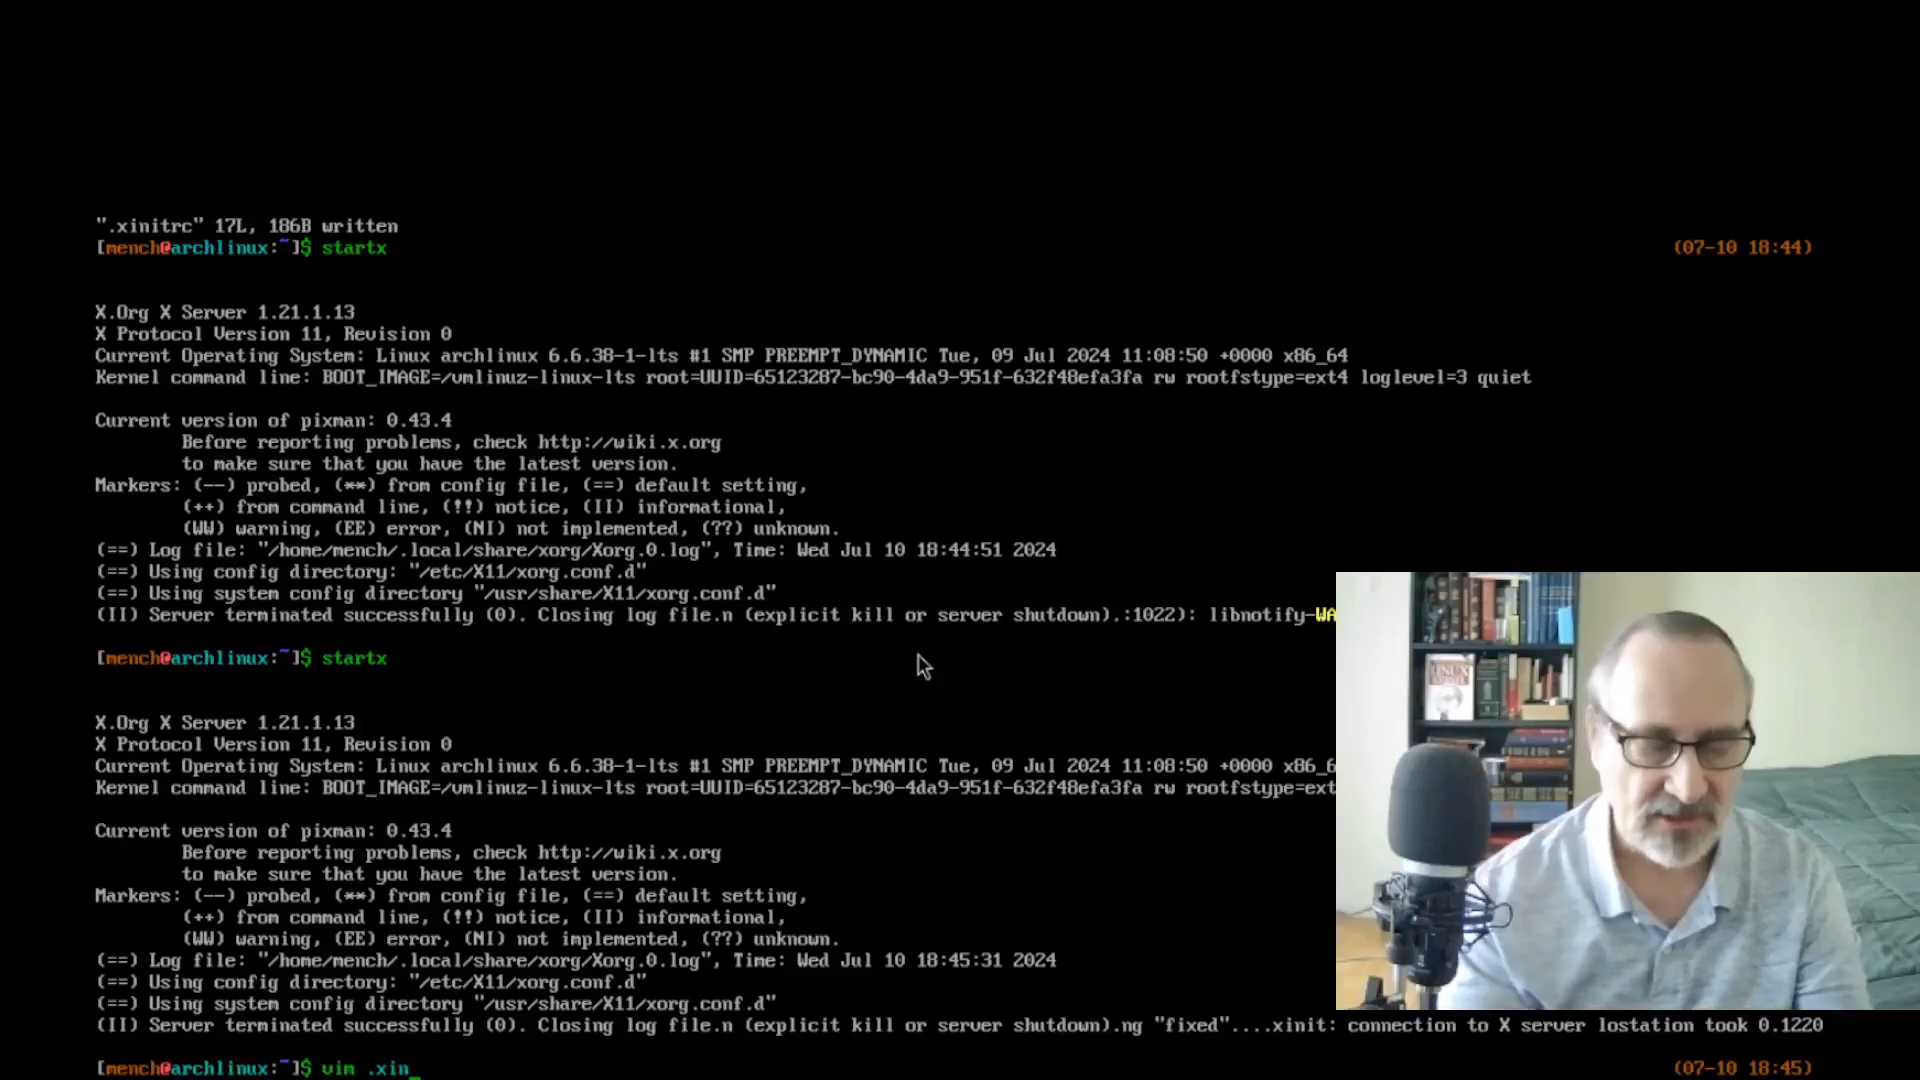 ".xinitrc" 17L, 186B written
[mench@archlinux:~]$ startx (07-10 18:44)
X.Org X Server 1.21.1.13
X Protocol Version 11, Revision 0
Current Operating System: Linux archlinux 6.6.38-1-lts #1 SMP PREEMPT_DYNAMIC Tue, 09 Jul 2024 11:08:50 +0000 x86_64
Kernel command line: BOOT_IMAGE=/vmlinuz-linux-lts root=UUID=65123287-bc90-4da9-951f-632f48efa3fa rw rootfstype=ext4 loglevel=3 quiet
Current version of pixman: 0.43.4
Before reporting problems, check http://wiki.x.org
to make sure that you have the latest version.
Markers: (--) probed, (**) from config file, (==) default setting,
(++) from command line, (!!) notice, (II) informational,
(WW) warning, (EE) error, (NI) not implemented, (??) unknown.
(==) Log file: "/home/mench/.local/share/xorg/Xorg.0.log", Time: Wed Jul 10 18:44:51 2024
(==) Using config directory: "/etc/X11/xorg.conf.d"
(==) Using system config directory "/usr/share/X11/xorg.conf.d"
(II) Server terminated successfully (0). Closing log file.n (explicit kill or server shutdown).:1022): libnotify-WA
[mench@archlinux:~]$ startx
X.Org X Server 1.21.1.13
X Protocol Version 11, Revision 0
Current Operating System: Linux archlinux 6.6.38-1-lts #1 SMP PREEMPT_DYNAMIC Tue, 09 Jul 2024 11:08:50 +0000 x86_6
Kernel command line: BOOT_IMAGE=/vmlinuz-linux-lts root=UUID=65123287-bc90-4da9-951f-632f48efa3fa rw rootfstype=ext
Current version of pixman: 0.43.4
Before reporting problems, check http://wiki.x.org
to make sure that you have the latest version.
Markers: (--) probed, (**) from config file, (==) default setting,
(++) from command line, (!!) notice, (II) informational,
(WW) warning, (EE) error, (NI) not implemented, (??) unknown.
(==) Log file: "/home/mench/.local/share/xorg/Xorg.0.log", Time: Wed Jul 10 18:45:31 2024
(==) Using config directory: "/etc/X11/xorg.conf.d"
(==) Using system config directory "/usr/share/X11/xorg.conf.d"
(II) Server terminated successfully (0). Closing log file.n (explicit kill or server shutdown).ng "fixed"....xinit: connection to X server lostation took 0.1220
[mench@archlinux:~]$ vim .xin_ (07-10 18:45)
LINUX